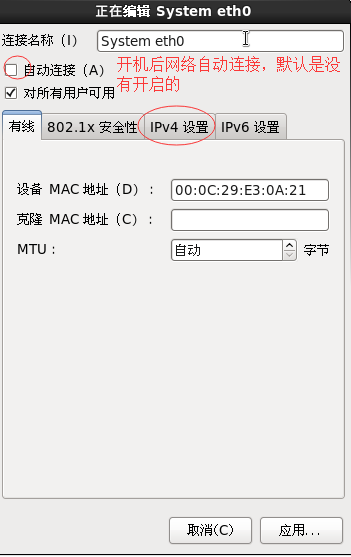 正在编辑 System eth0
连接名称（I） System eth0
自动连接（A） 开机后网络自动连接，默认是没
有开启的
对所有用户可用
有线 802.1x 安全性 IPv4 设置 IPv6 设置
设备 MAC 地址（D）： 00:0C:29:E3:0A:21
克隆 MAC 地址（C）：
MTU： 自动 字节
取消(C) 应用...